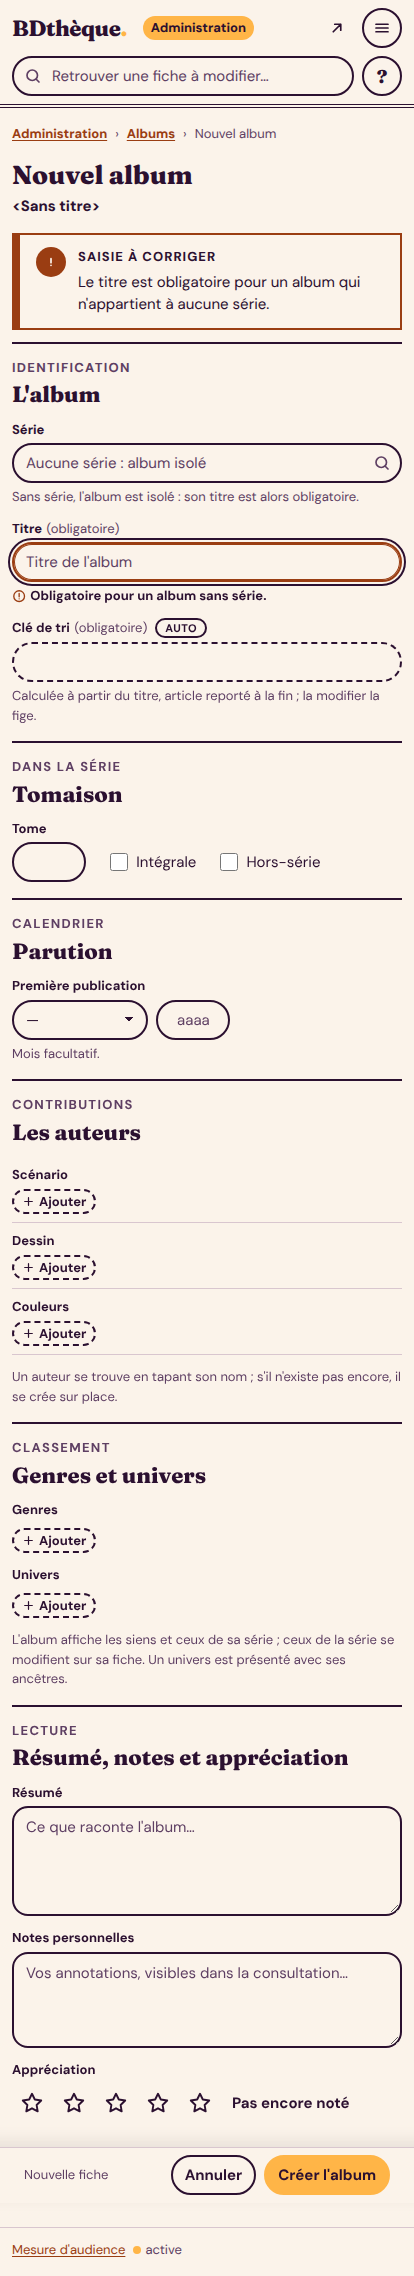 BDthèque.
Administration
Retrouver une fiche à modifier...
?
Administration › Albums › Nouvel album
Nouvel album
<Sans titre>
!
SAISIE À CORRIGER
Le titre est obligatoire pour un album qui
n'appartient à aucune série.
IDENTIFICATION
L'album
Série
Aucune série : album isolé
Sans série, l'album est isolé : son titre est alors obligatoire.
Titre (obligatoire)
Titre de l'album
Obligatoire pour un album sans série.
Clé de tri (obligatoire) AUTO
Calculée à partir du titre, article reporté à la fin ; la modifier la
fige.
DANS LA SÉRIE
Tomaison
Tome
Intégrale
Hors-série
CALENDRIER
Parution
Première publication
—
aaaa
Mois facultatif.
CONTRIBUTIONS
Les auteurs
Scénario
+ Ajouter
Dessin
+ Ajouter
Couleurs
+ Ajouter
Un auteur se trouve en tapant son nom ; s'il n'existe pas encore, il
se crée sur place.
CLASSEMENT
Genres et univers
Genres
+ Ajouter
Univers
+ Ajouter
L'album affiche les siens et ceux de sa série ; ceux de la série se
modifient sur sa fiche. Un univers est présenté avec ses
ancêtres.
LECTURE
Résumé, notes et appréciation
Résumé
Ce que raconte l'album...
Notes personnelles
Vos annotations, visibles dans la consultation...
Appréciation
Pas encore noté
Nouvelle fiche
Annuler
Créer l'album
Mesure d'audience
active